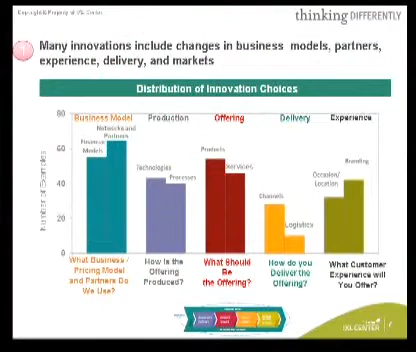 Copyright & Property of IXL Center
thinking DIFFERENTLY
Many innovations include changes in business models, partners,
experience, delivery, and markets
Distribution of Innovation Choices
80
60
40
20
0
Number of Examples
Business Model
Production
Offering
Delivery
Experience
Finance
Models
Networks and
Partners
Technologies
Processes
Products
Services
Channels
Logistics
Occasion/
Location
Branding
What Business /
Pricing Model
and Partners Do
We Use?
How is the
Offering
Produced?
What Should
Be
the Offering?
How do you
Deliver the
Offering?
What Customer
Experience will
You Offer?
IXL CENTER